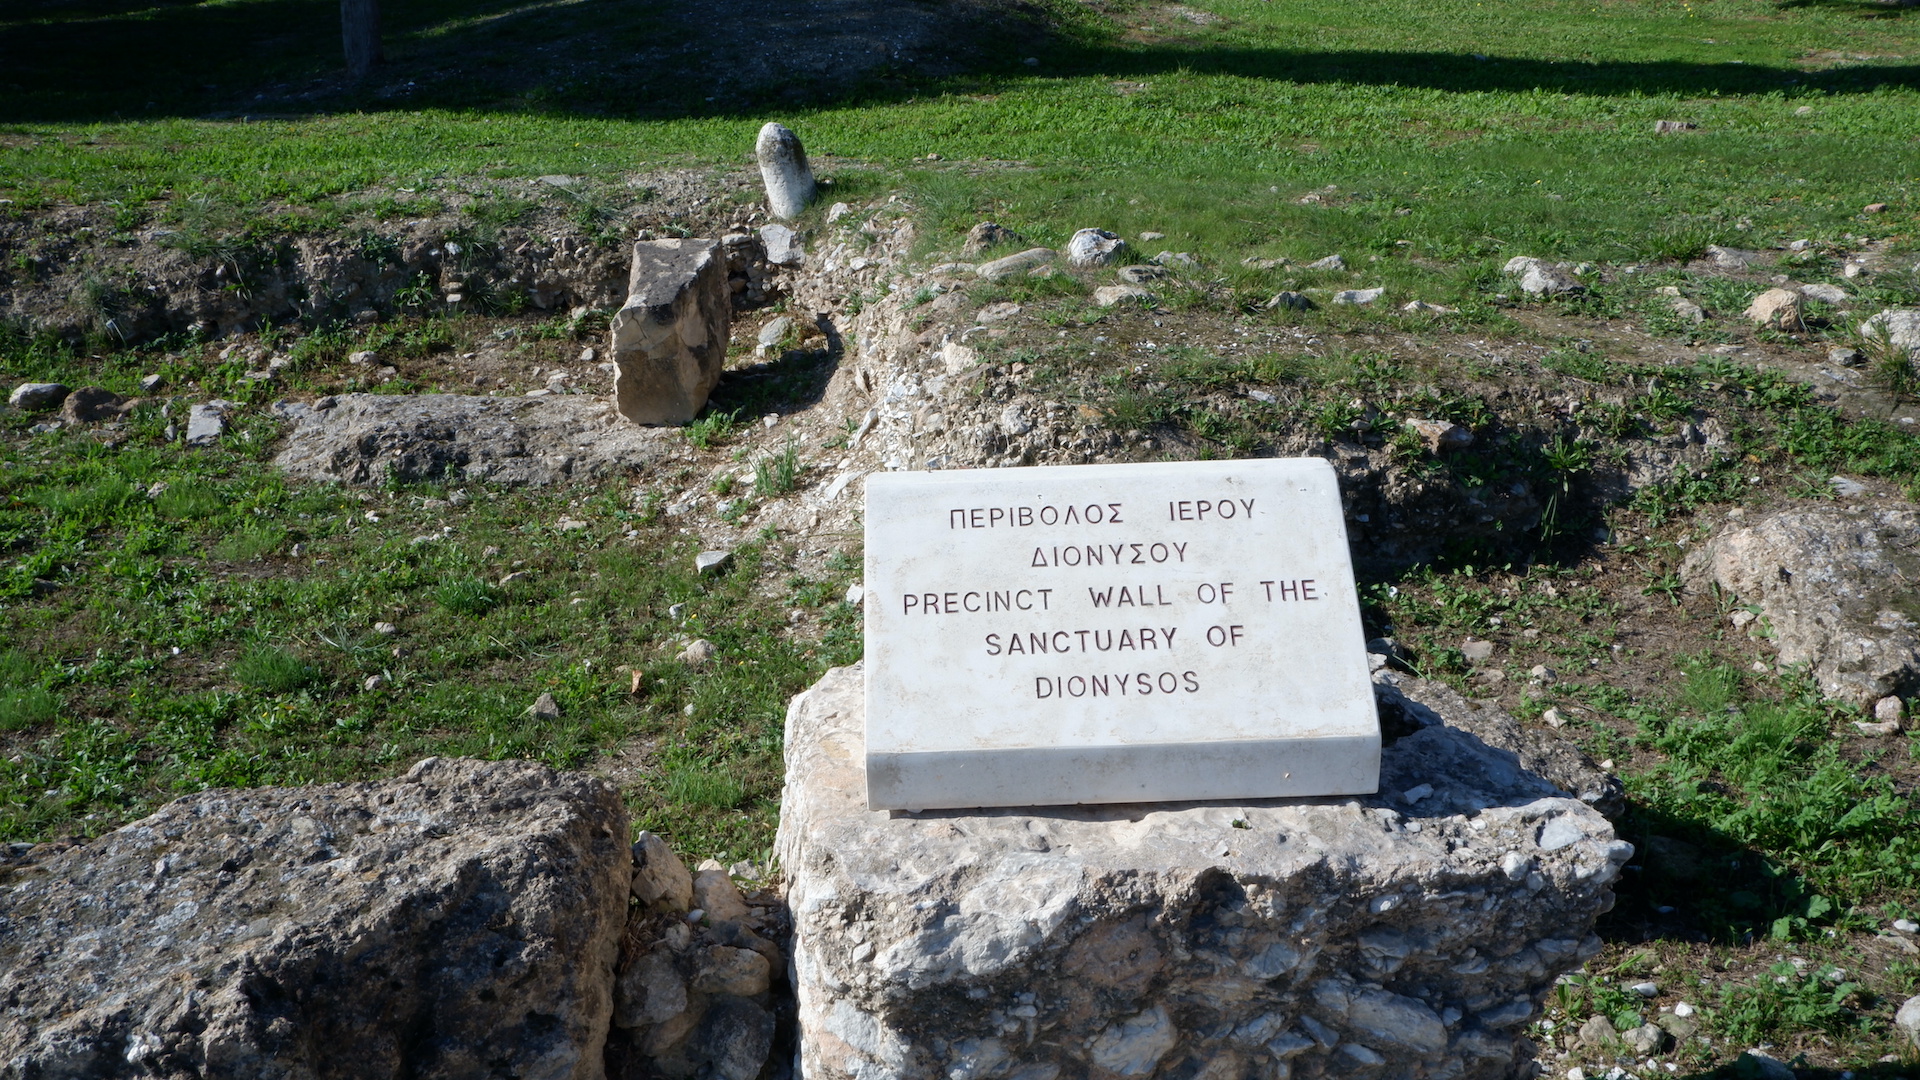 ΠΕΡΙΒΟΛΟΣ ΙΕΡΟΥ
ΔΙΟΝΥΣΟΥ
PRECINCT WALL OF THE
SANCTUARY OF
DIONYSOS